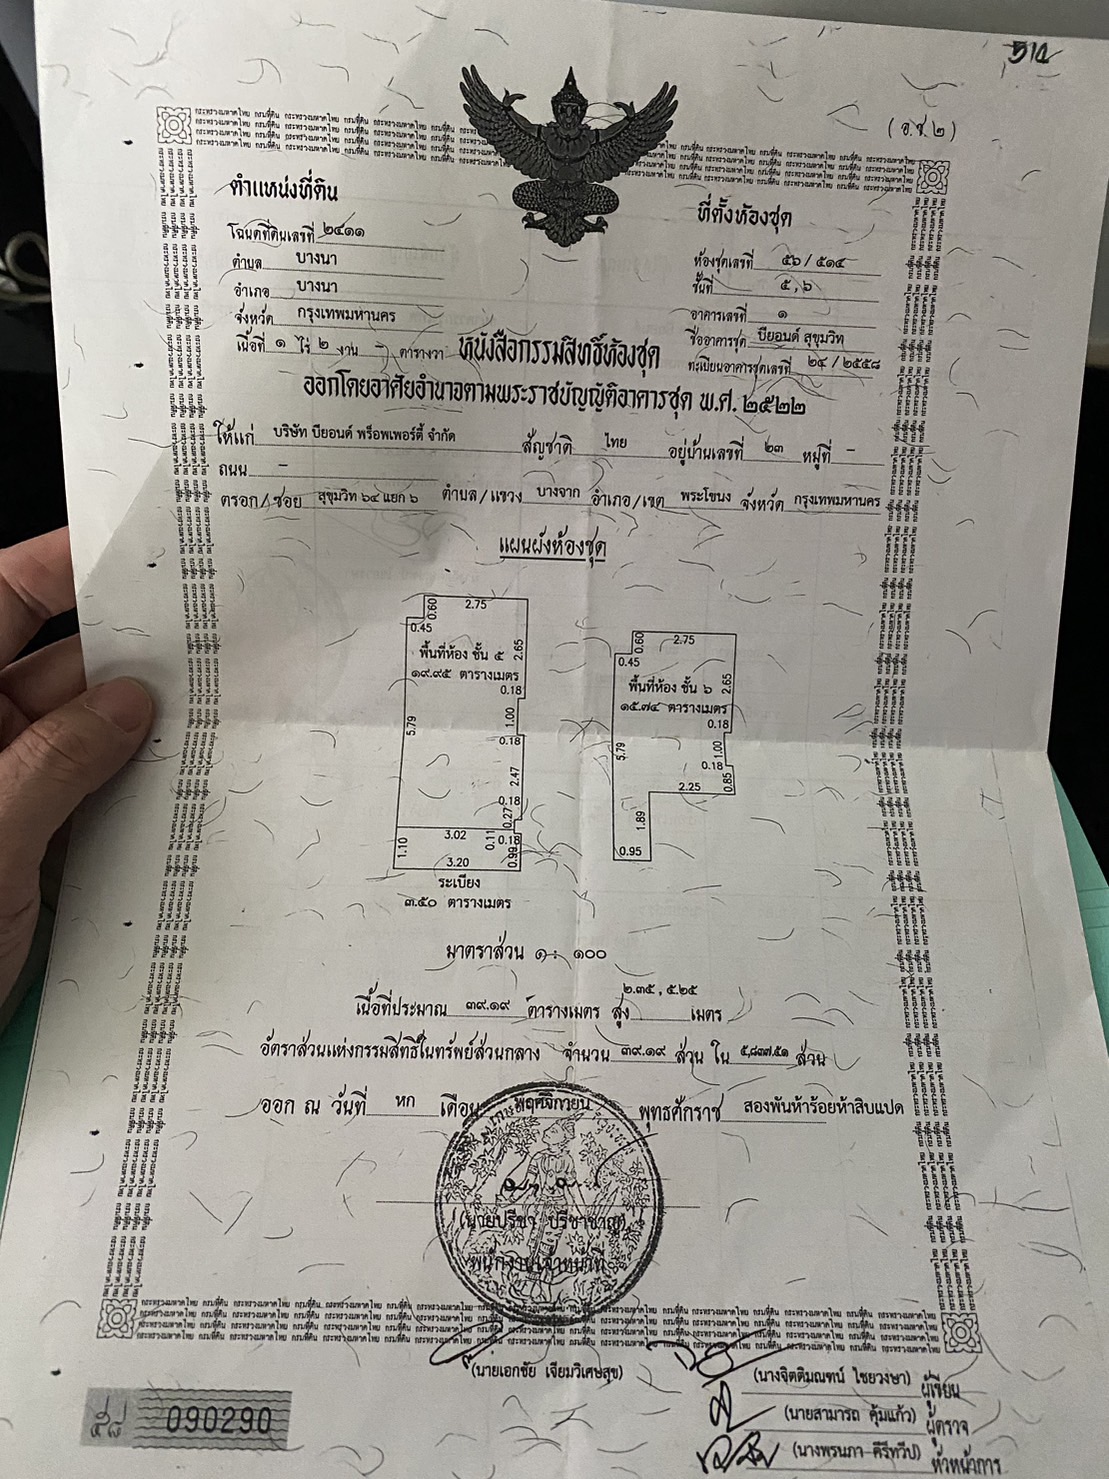 514
(อ.ช.๒)
ตำแหน่งที่ดิน
โฉนดที่ดินเลขที่ ๒๔๑๑
ตำบล บางนา
อำเภอ บางนา
จังหวัด กรุงเทพมหานคร
เนื้อที่ ๑ ไร่ ๒ งาน - ตารางวา
ที่ตั้งห้องชุด
ห้องชุดเลขที่ ๕๖/๕๑๔
ชั้นที่ ๕,๖
อาคารเลขที่ ๑
ชื่ออาคารชุด บียอนด์ สุขุมวิท
ทะเบียนอาคารชุดเลขที่ ๒๔/๒๕๕๘
หนังสือกรรมสิทธิ์ห้องชุด
ออกโดยอาศัยอำนาจตามพระราชบัญญัติอาคารชุด พ.ศ.๒๕๒๒
ให้แก่ บริษัท บียอนด์ พร็อพเพอร์ตี้ จำกัด สัญชาติ ไทย อยู่บ้านเลขที่ ๒๓ หมู่ที่ -
ถนน -
ตรอก/ซอย สุขุมวิท ๖๔ แยก ๖ ตำบล/แขวง บางจาก อำเภอ/เขต พระโขนง จังหวัด กรุงเทพมหานคร
แผนผังห้องชุด
0.60 2.75
0.45
พื้นที่ห้อง ชั้น ๕
๑๙.๙๕ ตารางเมตร
2.65
0.18
5.79
1.00
0.18
2.47
0.18
0.27
3.02 0.11 0.18
1.10
3.20 0.99
ระเบียง
๓.๕๐ ตารางเมตร
0.60 2.75
0.45
พื้นที่ห้อง ชั้น ๖
๑๕.๗๔ ตารางเมตร
2.65
0.18
5.79
1.00
0.18
2.25 0.85
1.89
0.95
มาตราส่วน ๑ : ๑๐๐
เนื้อที่ประมาณ ๓๙.๑๙ ตารางเมตร สูง ๒.๓๕, ๕.๒๕ เมตร
อัตราส่วนแห่งกรรมสิทธิ์ในทรัพย์ส่วนกลาง จำนวน ๓๙.๑๙ ส่วน ใน ๕,๘๓๗.๕๑ ส่วน
ออก ณ วันที่ หก เดือน พฤศจิกายน พุทธศักราช สองพันห้าร้อยห้าสิบแปด
(นายปรีชา ปรีชาชาญ)
พนักงานเจ้าหน้าที่
(นายเอกชัย เจียมวิเศษสุข)
(นางจิตติมณฑน์ ไชยวงษา) ผู้เขียน
(นายสามารถ คุ้มแก้ว) ผู้ตรวจ
(นางพรนภา คีรีทวีป) หัวหน้าการ
๕๘ 090290